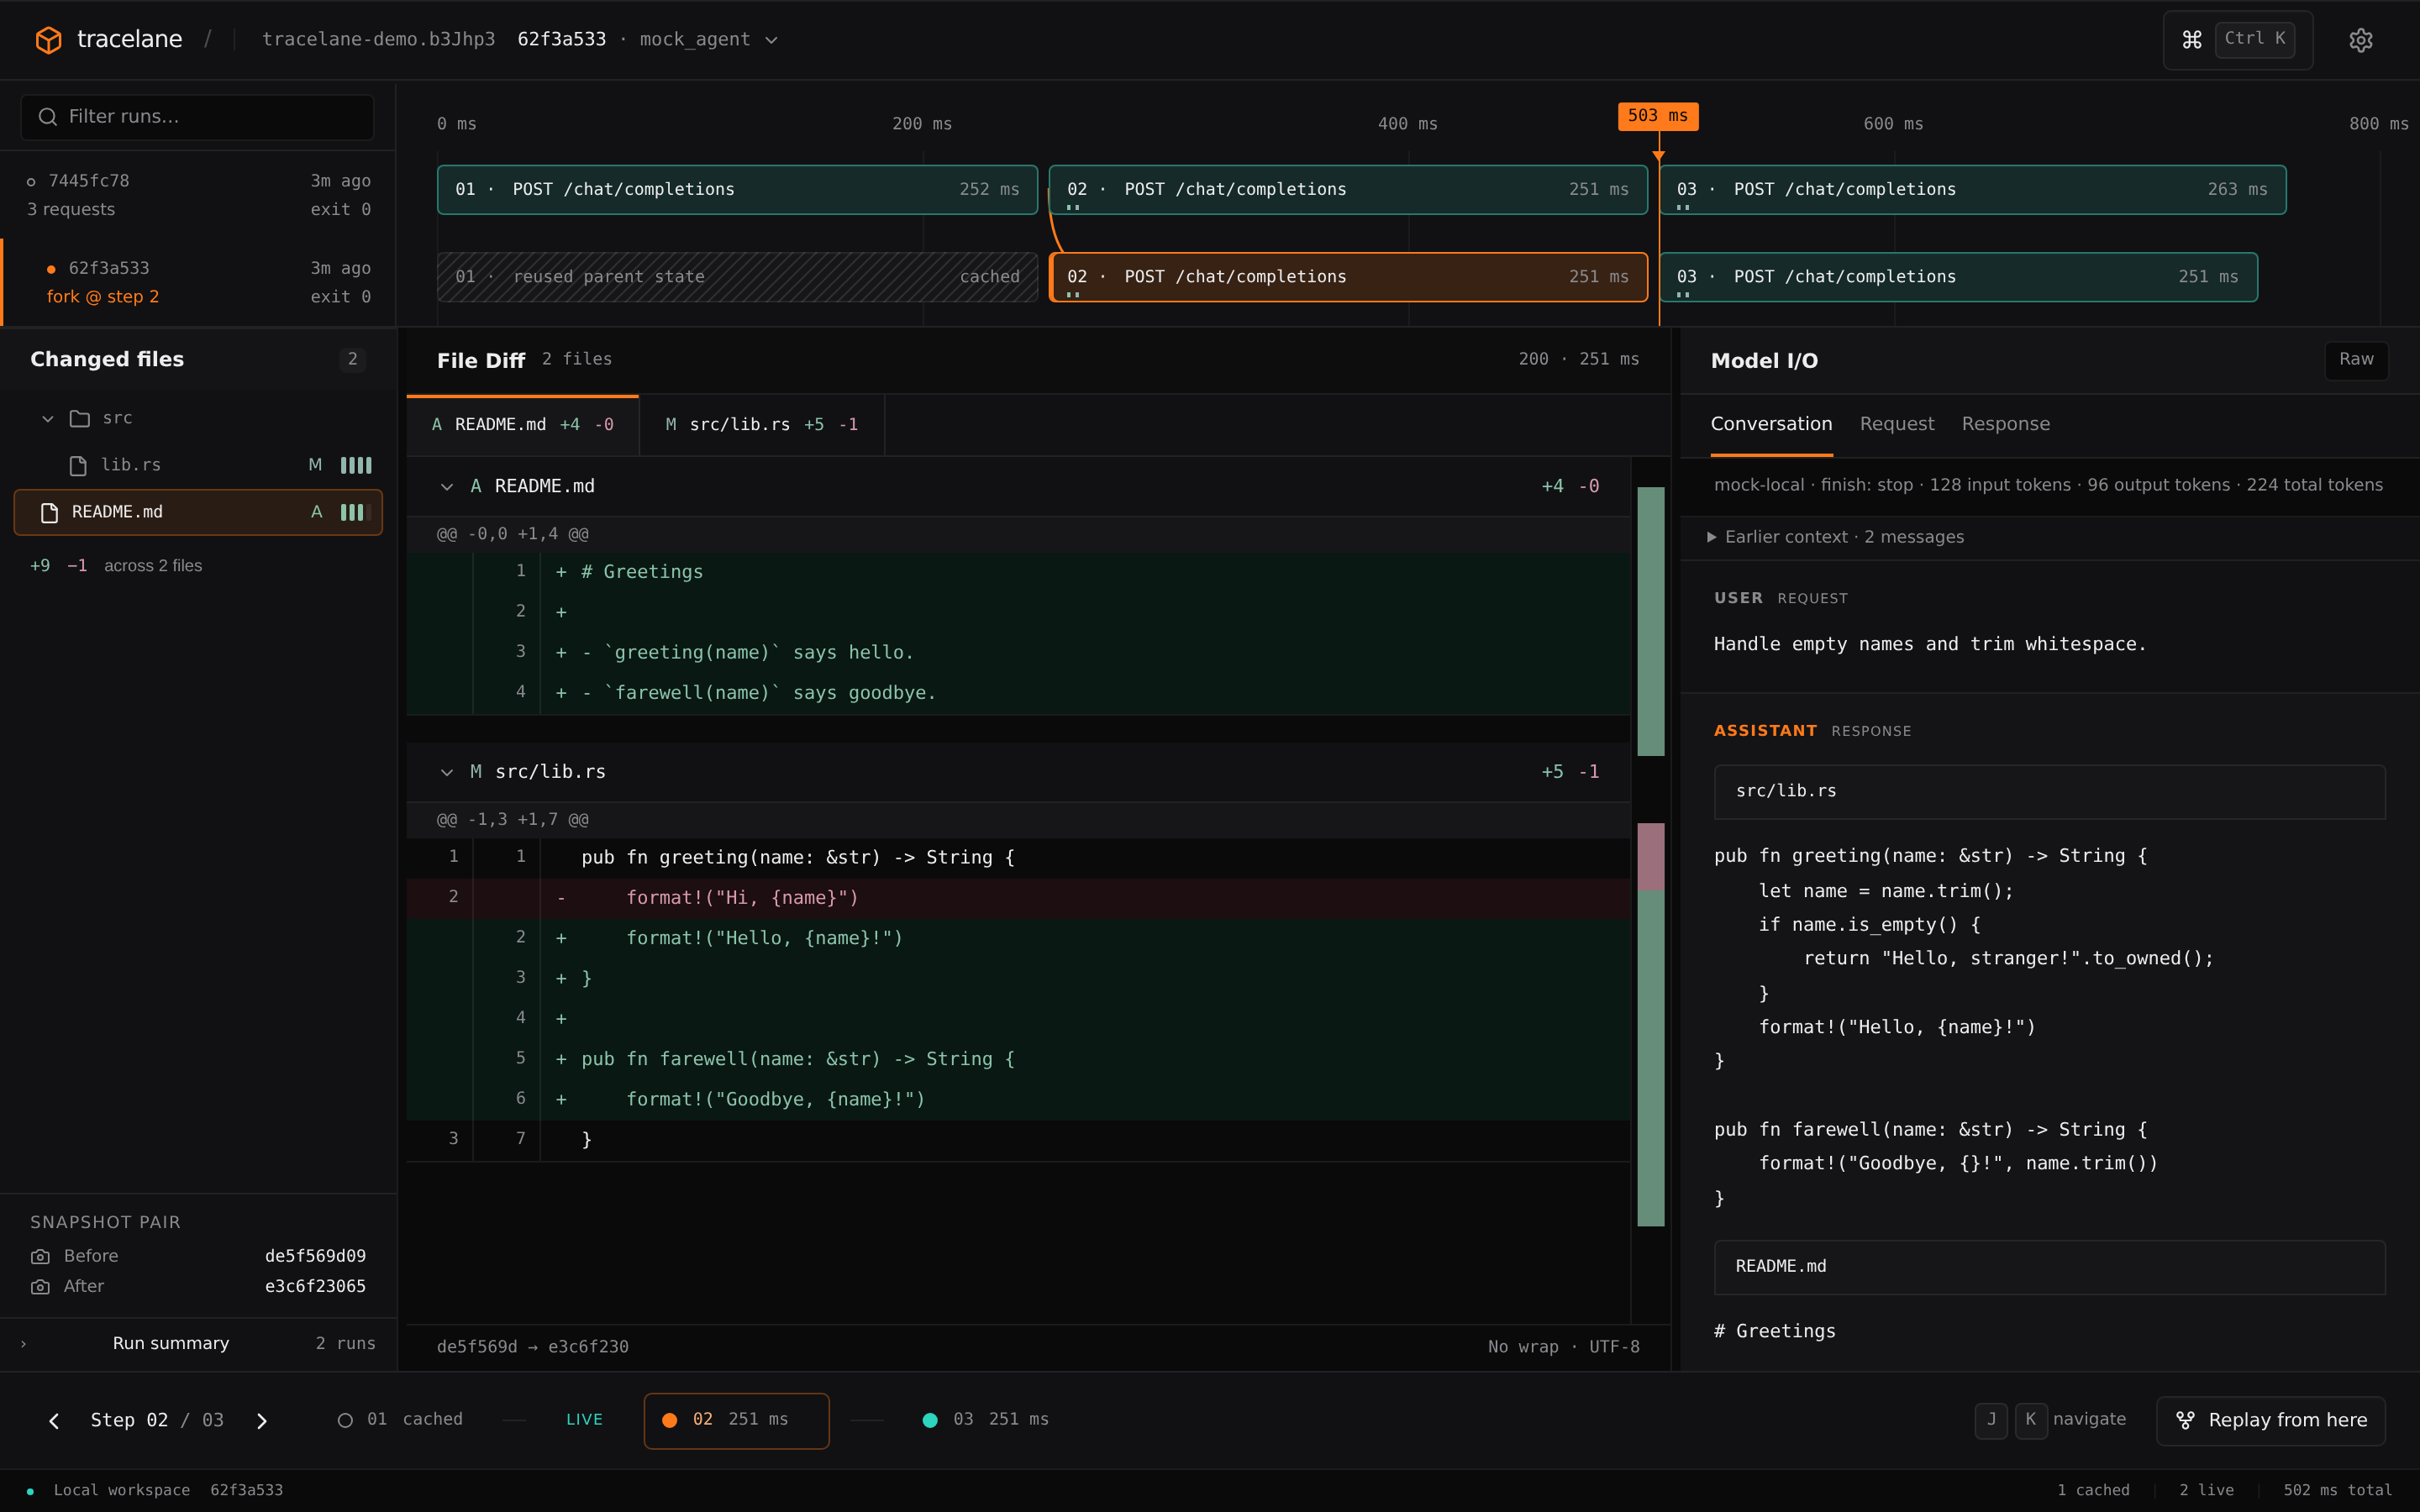 tracelane / tracelane-demo.b3Jhp3 62f3a533 · mock_agent ⌘ Ctrl K
Filter runs...
7445fc78 3m ago
3 requests exit 0
62f3a533 3m ago
fork @ step 2 exit 0
0 ms 200 ms 400 ms 503 ms 600 ms 800 ms
01 · POST /chat/completions 252 ms 02 · POST /chat/completions 251 ms 03 · POST /chat/completions 263 ms
01 · reused parent state cached 02 · POST /chat/completions 251 ms 03 · POST /chat/completions 251 ms
Changed files 2
src
lib.rs M
README.md A
+9 −1 across 2 files
SNAPSHOT PAIR
Before de5f569d09
After e3c6f23065
› Run summary 2 runs
File Diff 2 files 200 · 251 ms
A README.md +4 -0 M src/lib.rs +5 -1
A README.md +4 -0
@@ -0,0 +1,4 @@
1 + # Greetings
2 +
3 + - `greeting(name)` says hello.
4 + - `farewell(name)` says goodbye.
M src/lib.rs +5 -1
@@ -1,3 +1,7 @@
1 1 pub fn greeting(name: &str) -> String {
2 - format!("Hi, {name}")
2 + format!("Hello, {name}!")
3 + }
4 +
5 + pub fn farewell(name: &str) -> String {
6 + format!("Goodbye, {name}!")
3 7 }
de5f569d → e3c6f230 No wrap · UTF-8
Model I/O Raw
Conversation Request Response
mock-local · finish: stop · 128 input tokens · 96 output tokens · 224 total tokens
Earlier context · 2 messages
USER REQUEST
Handle empty names and trim whitespace.
ASSISTANT RESPONSE
src/lib.rs
pub fn greeting(name: &str) -> String {
let name = name.trim();
if name.is_empty() {
return "Hello, stranger!".to_owned();
}
format!("Hello, {name}!")
}
pub fn farewell(name: &str) -> String {
format!("Goodbye, {}!", name.trim())
}
README.md
# Greetings
Step 02 / 03 01 cached LIVE 02 251 ms 03 251 ms J K navigate Replay from here
Local workspace 62f3a533 1 cached 2 live 502 ms total